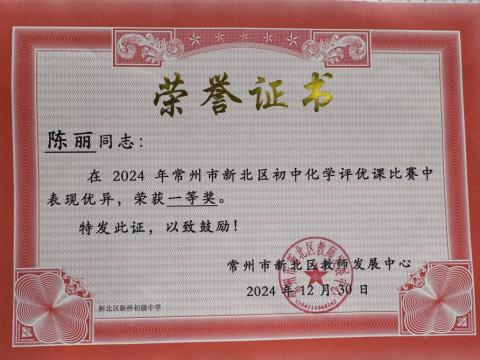 荣誉证书
陈丽同志：
在 2024 年常州市新北区初中化学评优课比赛中
表现优异，荣获一等奖。
特发此证，以致鼓励！
常州市新北区教师发展中心
2024 年 12 月 30 日
新北区新桥初级中学